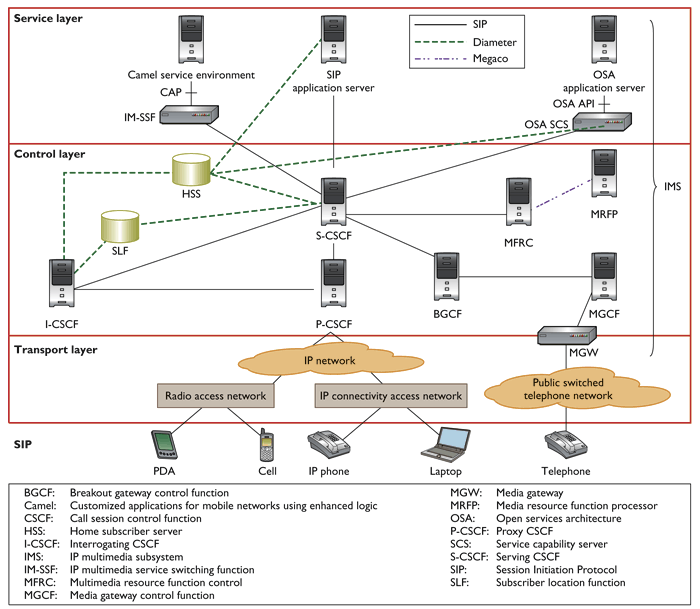 Service layer
SIP
Diameter
Megaco
Camel service environment
SIP
application server
OSA
application server
CAP
OSA API
IM-SSF
OSA SCS
Control layer
HSS
IMS
S-CSCF
MFRC
MRFP
SLF
I-CSCF
P-CSCF
BGCF
MGCF
Transport layer
MGW
IP network
Radio access network
IP connectivity access network
Public switched
telephone network
SIP
PDA
Cell
IP phone
Laptop
Telephone
BGCF: Breakout gateway control function
Camel: Customized applications for mobile networks using enhanced logic
CSCF: Call session control function
HSS: Home subscriber server
I-CSCF: Interrogating CSCF
IMS: IP multimedia subsystem
IM-SSF: IP multimedia service switching function
MFRC: Multimedia resource function control
MGCF: Media gateway control function
MGW: Media gateway
MRFP: Media resource function processor
OSA: Open services architecture
P-CSCF: Proxy CSCF
SCS: Service capability server
S-CSCF: Serving CSCF
SIP: Session Initiation Protocol
SLF: Subscriber location function